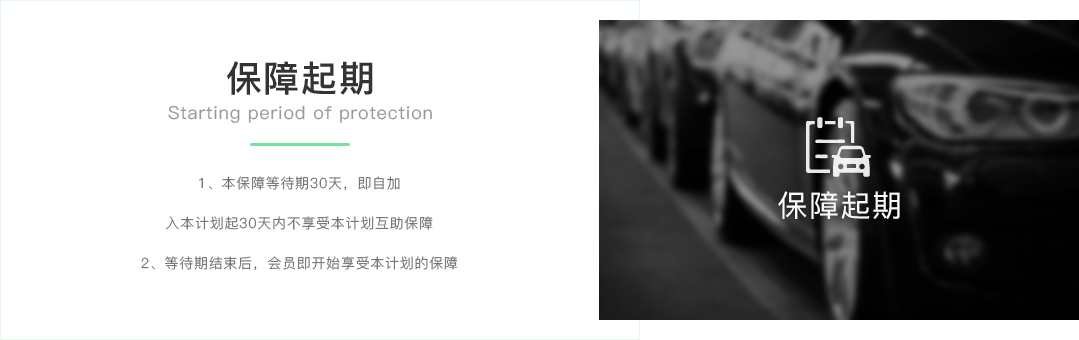 保障起期
Starting period of protection
1、本保障等待期30天，即自加
入本计划起30天内不享受本计划互助保障
2、等待期结束后，会员即开始享受本计划的保障
保障起期